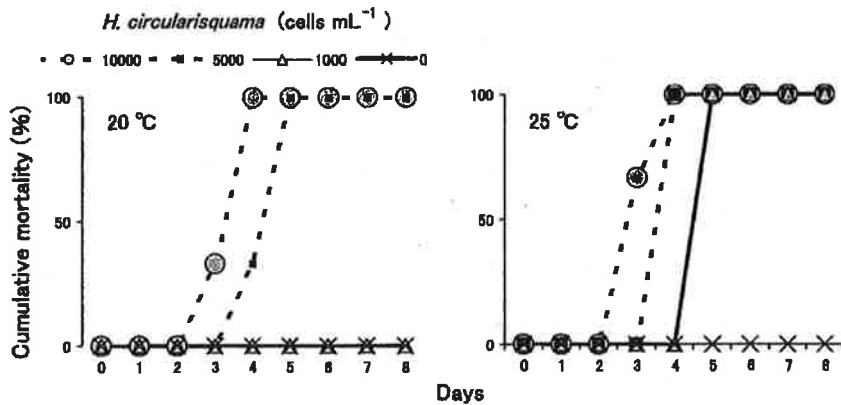 H. circularisquama (cells mL⁻¹)
10000 5000 1000 0
Cumulative mortality (%)
100
50
0
20 °C
0 1 2 3 4 5 6 7 8
25 °C
100
50
0
0 1 2 3 4 5 6 7 8
Days